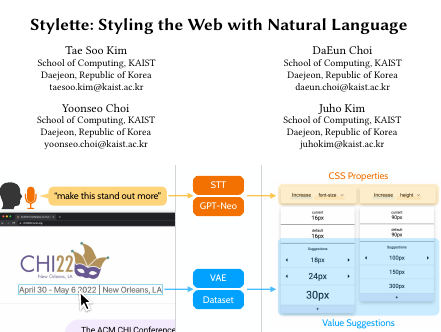 Stylette: Styling the Web with Natural Language
Tae Soo Kim
School of Computing, KAIST
Daejeon, Republic of Korea
taesoo.kim@kaist.ac.kr
DaEun Choi
School of Computing, KAIST
Daejeon, Republic of Korea
daeun.choi@kaist.ac.kr
Yoonseo Choi
School of Computing, KAIST
Daejeon, Republic of Korea
yoonseo.choi@kaist.ac.kr
Juho Kim
School of Computing, KAIST
Daejeon, Republic of Korea
juhokim@kaist.ac.kr
"make this stand out more"
STT
GPT-Neo
CHI22
April 30 - May 6 2022 | New Orleans, LA
The ACM CHI Conference
VAE
Dataset
CSS Properties
Increase font-size
Increase height
current
16px
default
16px
Suggestions
18px
24px
30px
+
current
90px
default
90px
Suggestions
100px
150px
300px
+
Value Suggestions